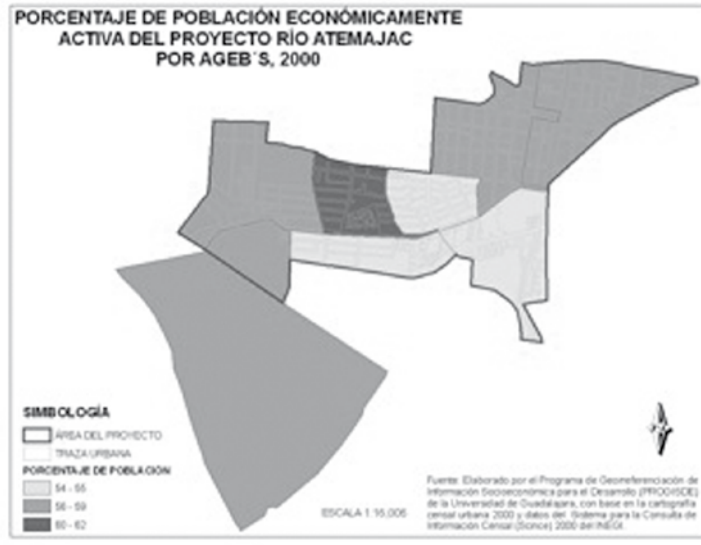 PORCENTAJE DE POBLACIÓN ECONÓMICAMENTE
ACTIVA DEL PROYECTO RÍO ATEMAJAC
POR AGEB´S, 2000
SIMBOLOGÍA
ÁREA DEL PROYECTO
TRAZA URBANA
PORCENTAJE DE POBLACIÓN
54 - 55
56 - 59
60 - 62
ESCALA 1:16,006
Fuente: Elaborado por el Programa de Georreferenciación de
Información Socioeconómica para el Desarrollo (PROGISDE)
de la Universidad de Guadalajara, con base en la cartografía
censal urbana 2000 y datos del Sistema para la Consulta de
Información Censal (Scince) 2000 del INEGI.